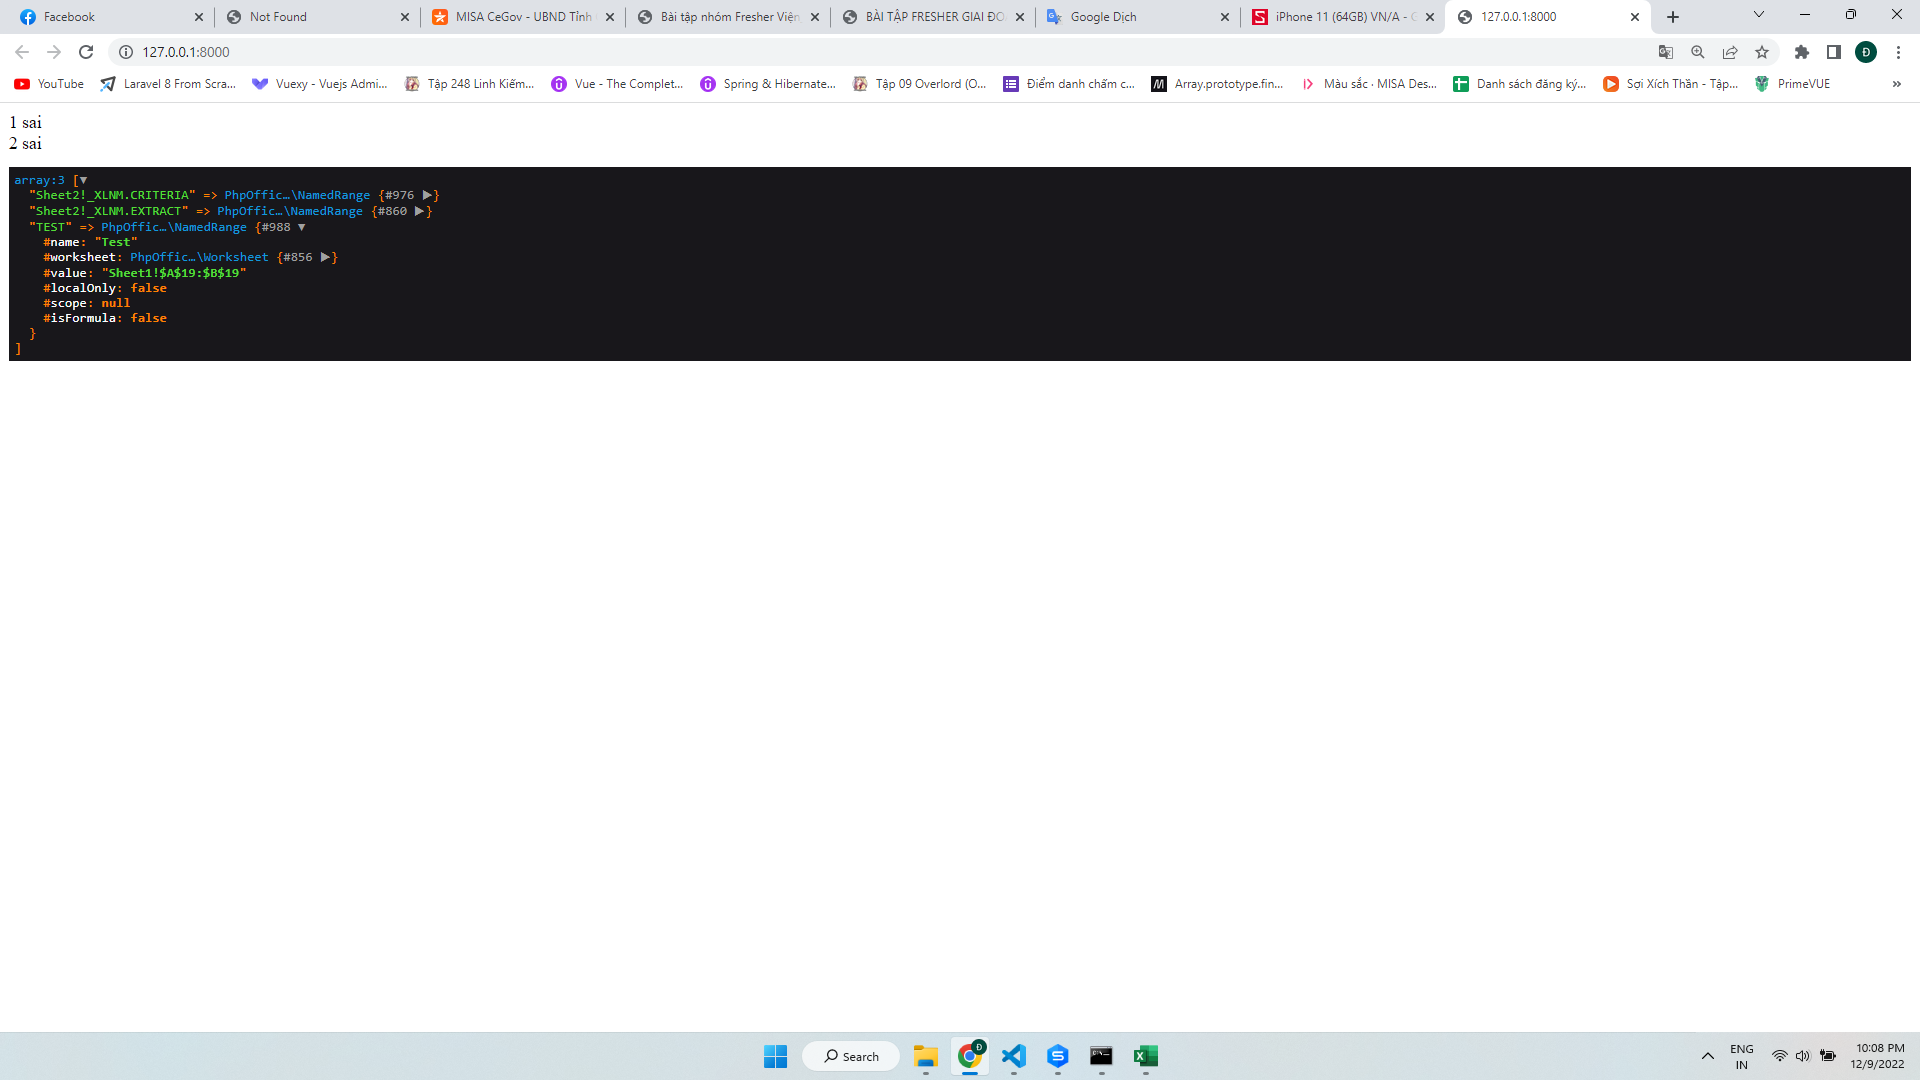 Facebook
Not Found
MISA CeGov - UBND Tỉnh
Bài tập nhóm Fresher Viện
BÀI TẬP FRESHER GIAI ĐO
Google Dịch
iPhone 11 (64GB) VN/A -
127.0.0.1:8000
127.0.0.1:8000
YouTube
Laravel 8 From Scra...
Vuexy - Vuejs Admi...
Tập 248 Linh Kiếm...
Vue - The Complet...
Spring & Hibernate...
Tập 09 Overlord (O...
Điểm danh chấm c...
Array.prototype.fin...
Màu sắc · MISA Des...
Danh sách đăng ký...
Sợi Xích Thần - Tập...
PrimeVUE
»
1 sai
2 sai
array:3 [▼
"Sheet2!_XLNM.CRITERIA" => PhpOffic…\NamedRange {#976 ▶}
"Sheet2!_XLNM.EXTRACT" => PhpOffic…\NamedRange {#860 ▶}
"TEST" => PhpOffic…\NamedRange {#988 ▼
#name: "Test"
#worksheet: PhpOffic…\Worksheet {#856 ▶}
#value: "Sheet1!$A$19:$B$19"
#localOnly: false
#scope: null
#isFormula: false
}
]
Search
ENG
IN
10:08 PM
12/9/2022